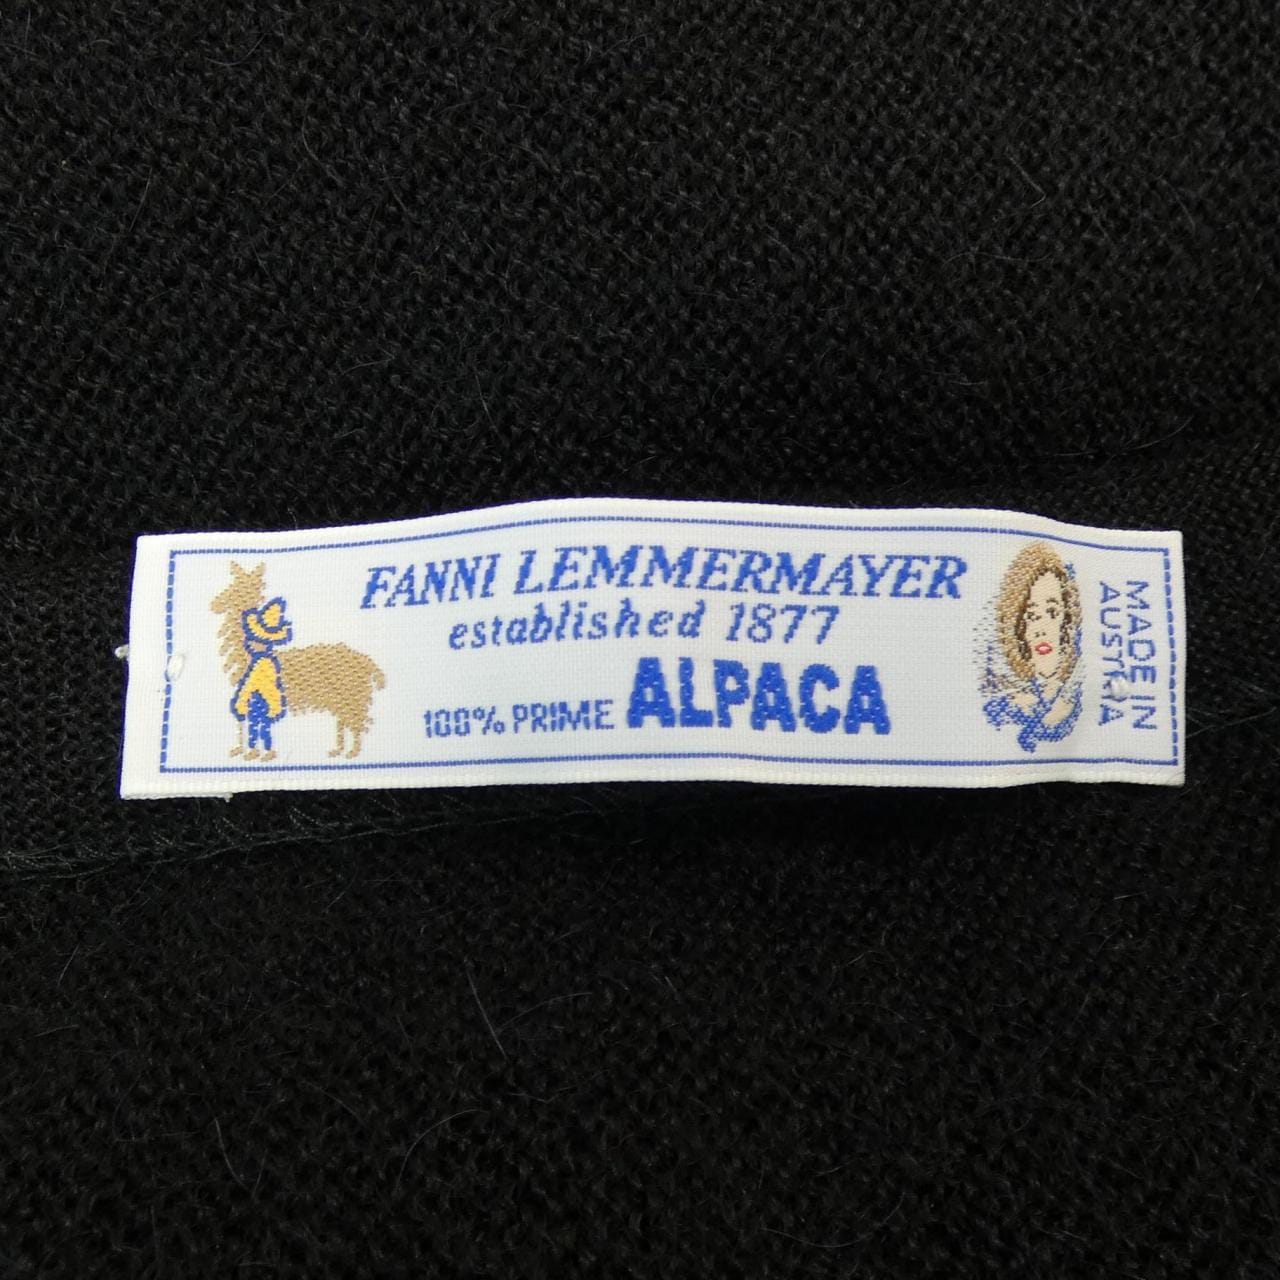 FANNI LEMMERMAYER
established 1877
100% PRIME ALPACA
MADE IN
AUSTRIA